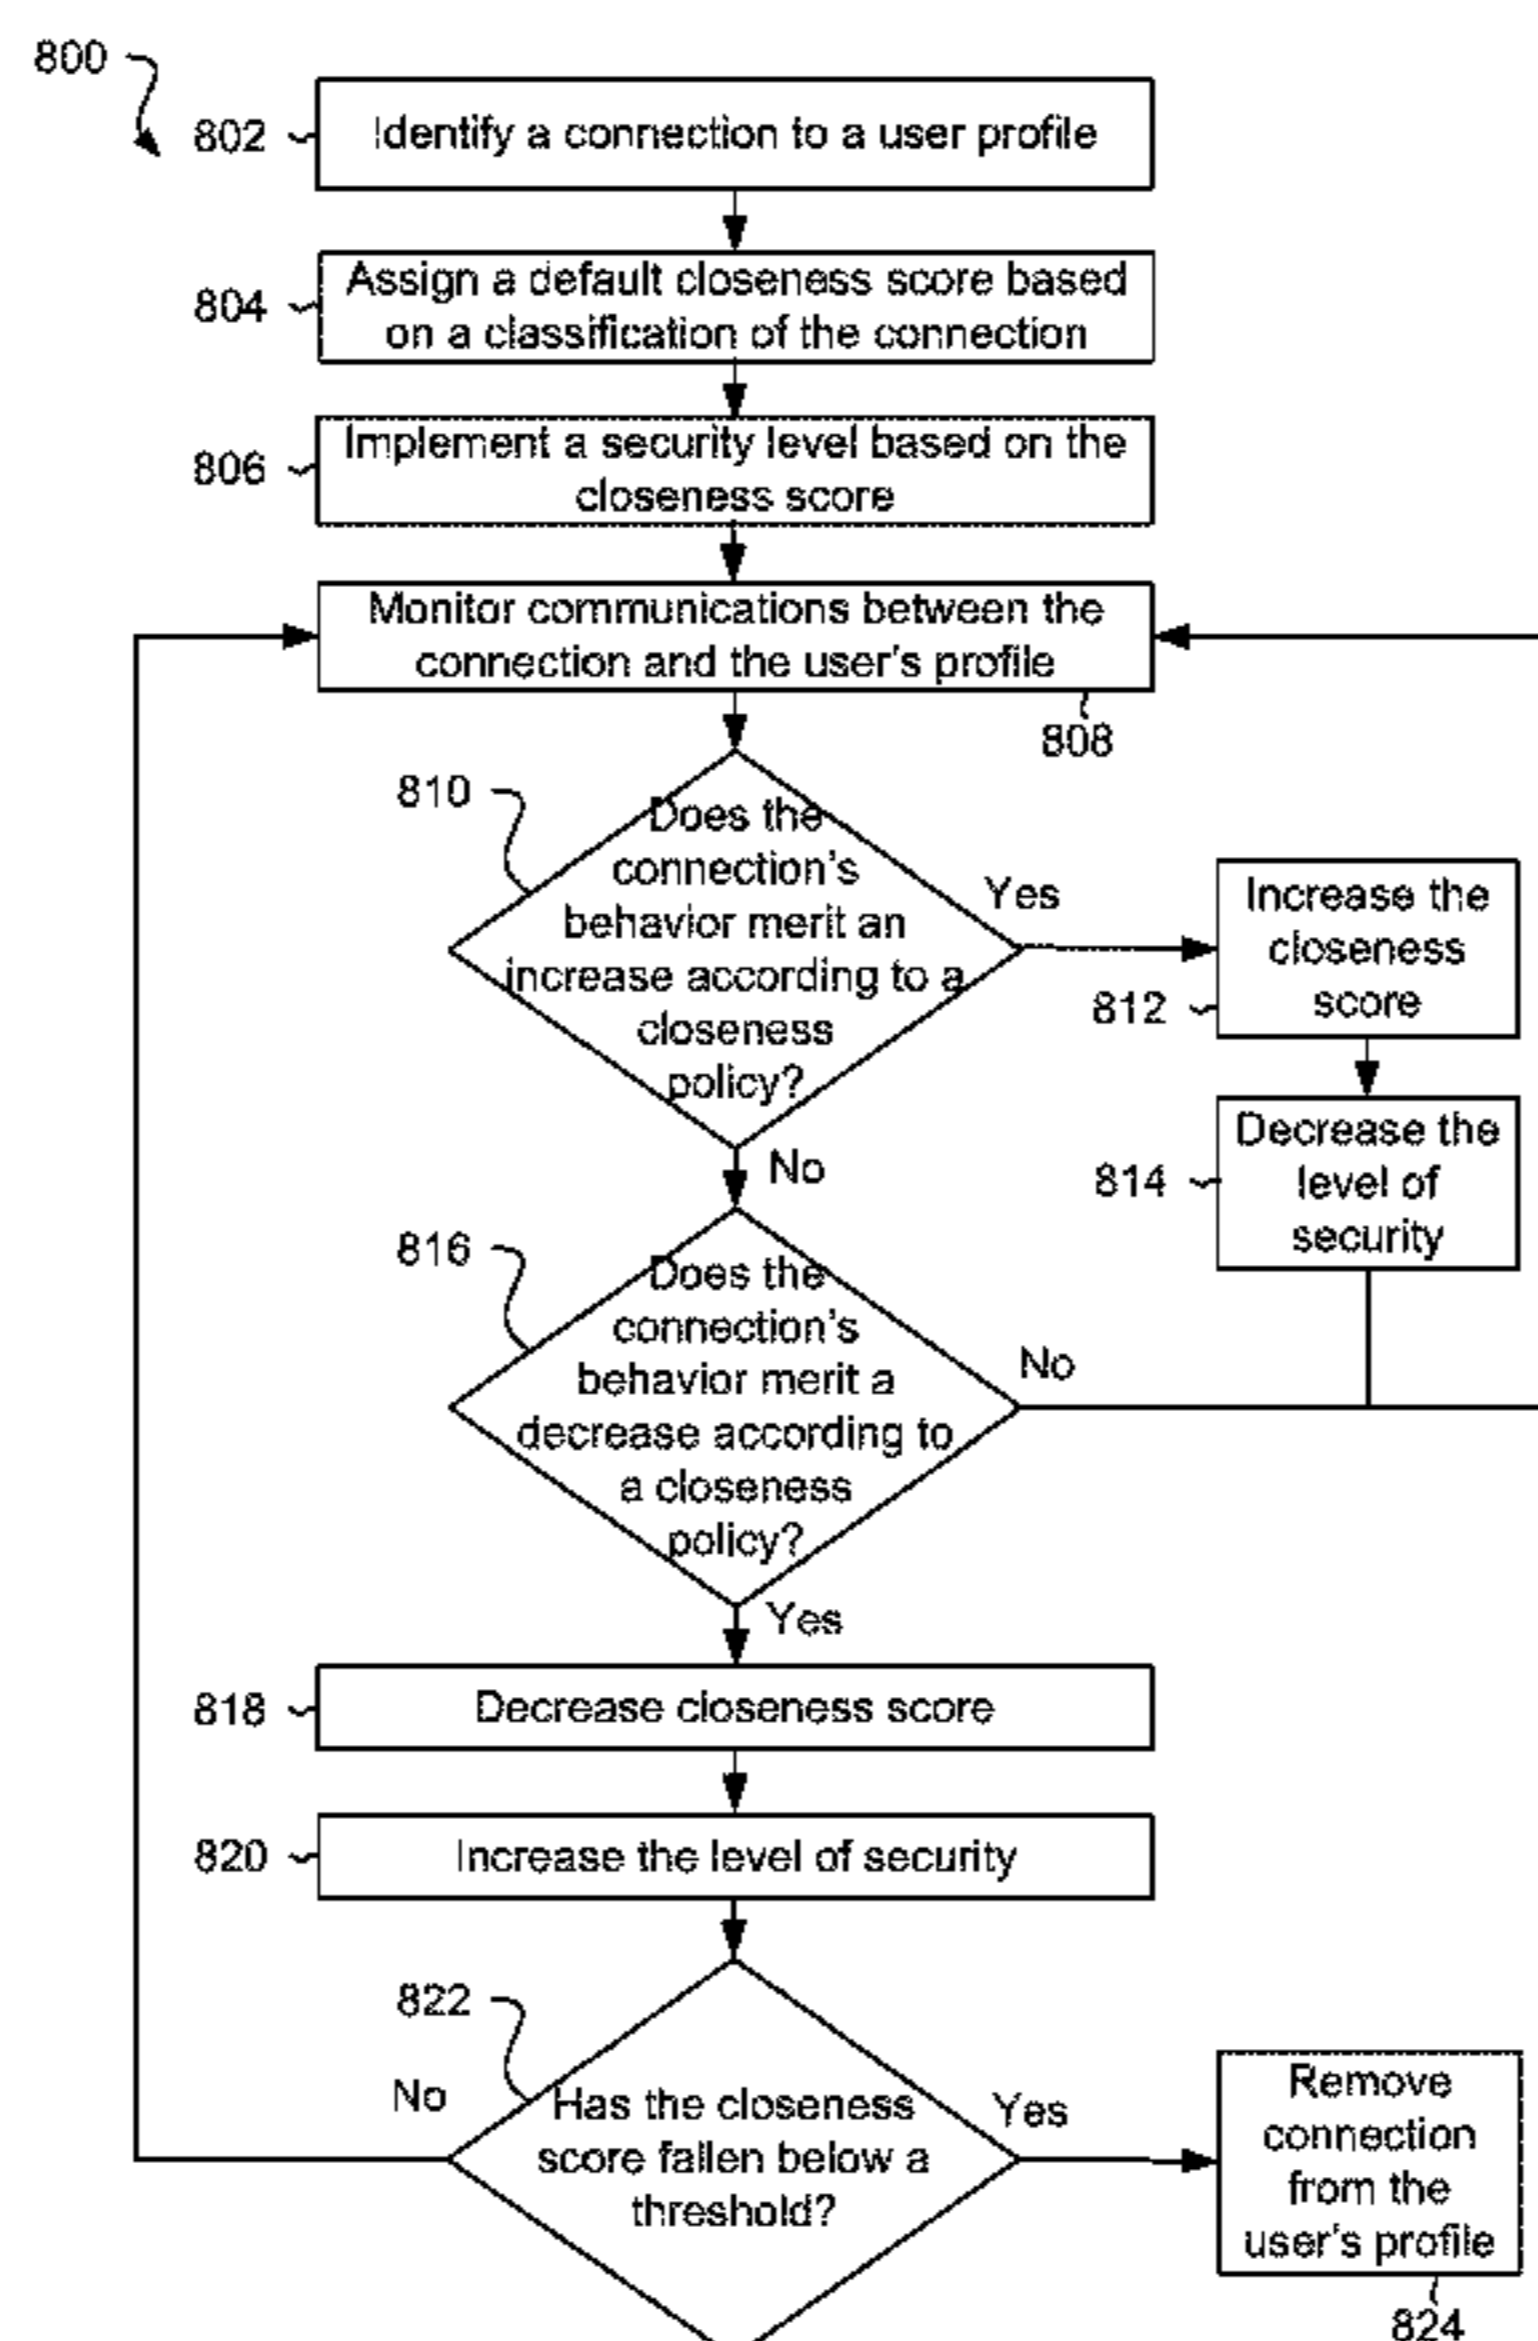 800
802
Identify a connection to a user profile
804
Assign a default closeness score based
on a classification of the connection
806
Implement a security level based on the
closeness score
Monitor communications between the
connection and the user's profile
808
810
Does the
connection's
behavior merit an
increase according to a
closeness
policy?
Yes
Increase the
closeness
score
812
Decrease the
level of
security
814
No
816
Does the
connection's
behavior merit a
decrease according to
a closeness
policy?
No
Yes
818
Decrease closeness score
820
Increase the level of security
822
No
Has the closeness
score fallen below a
threshold?
Yes
Remove
connection
from the
user's profile
824